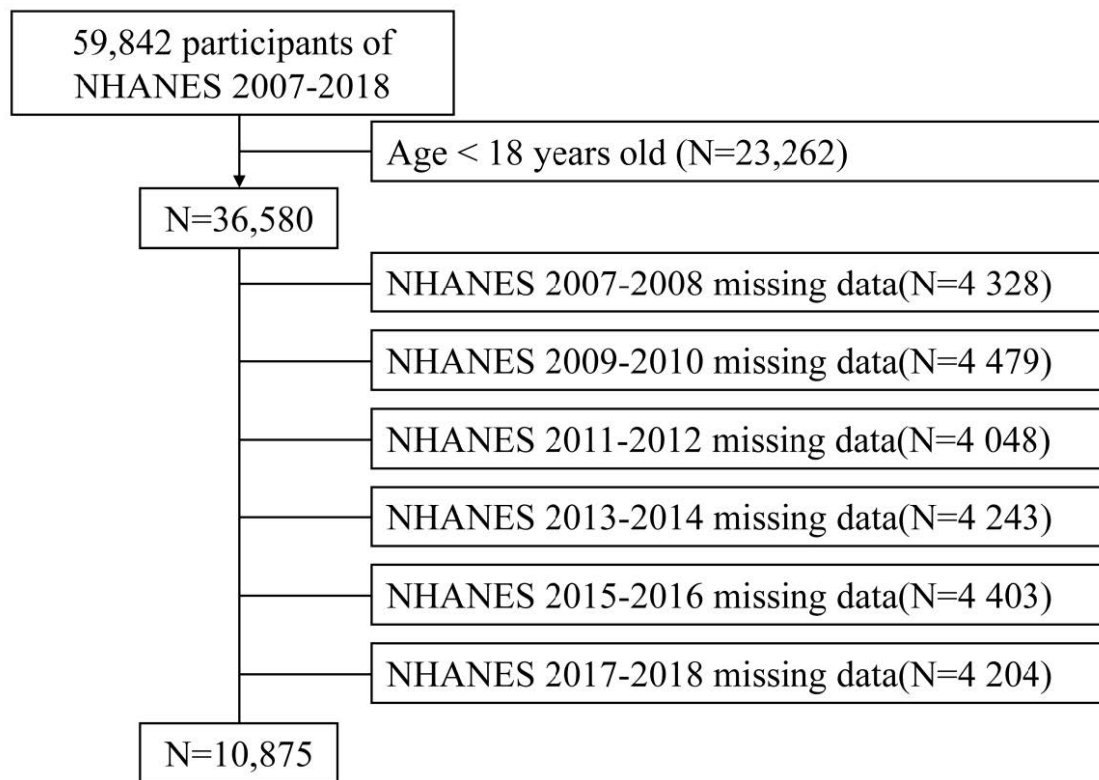 59,842 participants of
NHANES 2007-2018
Age < 18 years old (N=23,262)
N=36,580
NHANES 2007-2008 missing data(N=4 328)
NHANES 2009-2010 missing data(N=4 479)
NHANES 2011-2012 missing data(N=4 048)
NHANES 2013-2014 missing data(N=4 243)
NHANES 2015-2016 missing data(N=4 403)
NHANES 2017-2018 missing data(N=4 204)
N=10,875